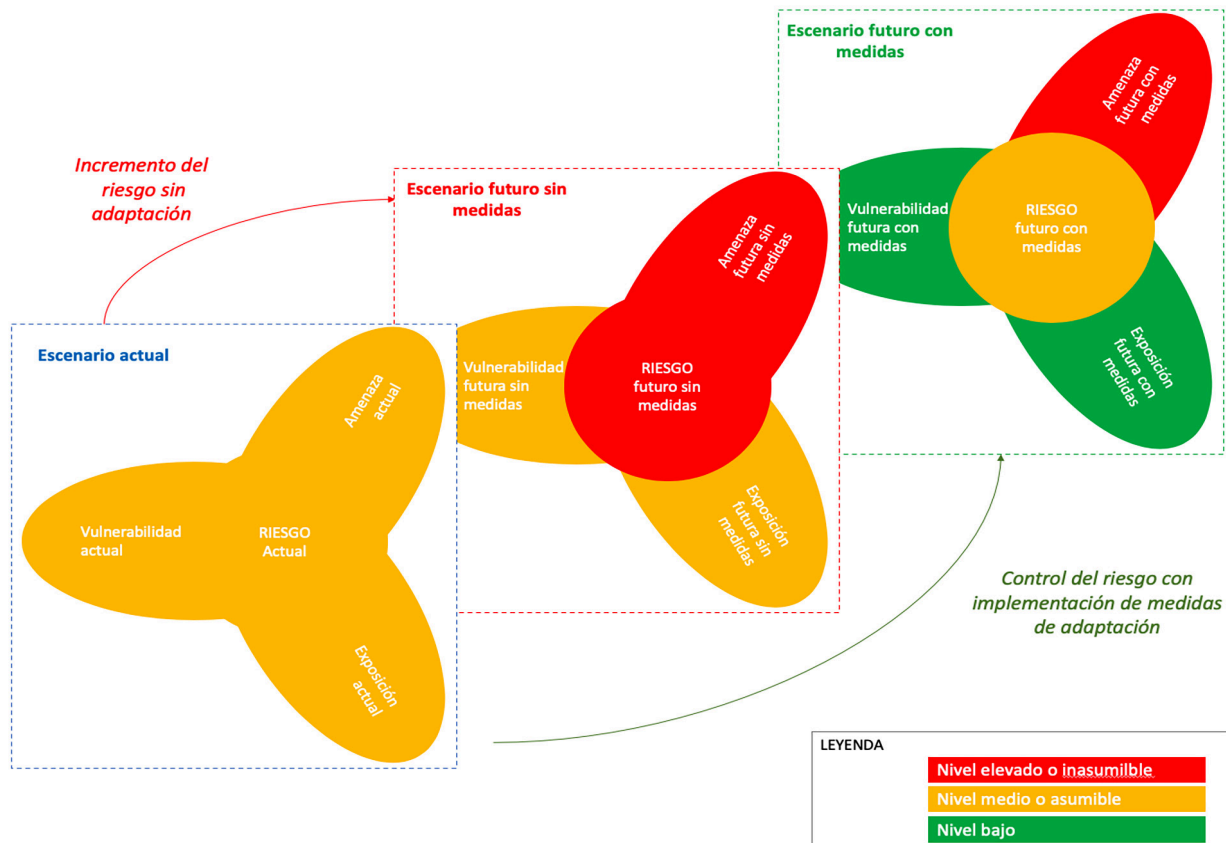 Escenario futuro con
medidas
Amenaza
futura con
medidas
Vulnerabilidad
futura con
medidas
RIESGO
futuro con
medidas
Exposición
futura con
medidas
Incremento del
riesgo sin
adaptación
Escenario futuro sin
medidas
Amenaza
futura sin
medidas
Vulnerabilidad
futura sin
medidas
RIESGO
futuro sin
medidas
Exposición
futura sin
medidas
Escenario actual
Amenaza
actual
Vulnerabilidad
actual
RIESGO
Actual
Exposición
actual
Control del riesgo con
implementación de medidas
de adaptación
LEYENDA
Nivel elevado o inasumilble
Nivel medio o asumible
Nivel bajo